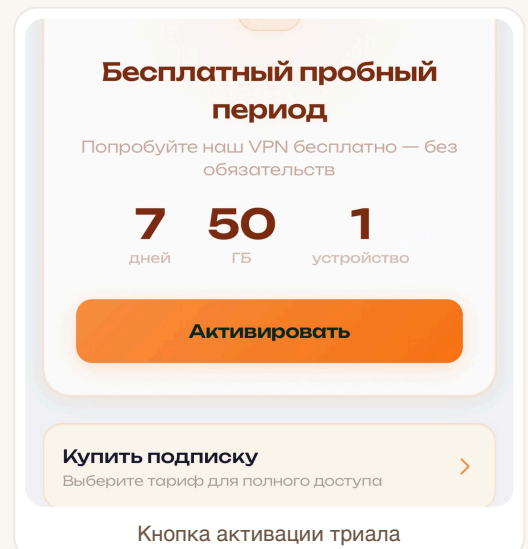 Бесплатный пробный
период
Попробуйте наш VPN бесплатно — без
обязательств
7 50 1
дней ГБ устройство
Активировать
Купить подписку
Выберите тариф для полного доступа
Кнопка активации триала